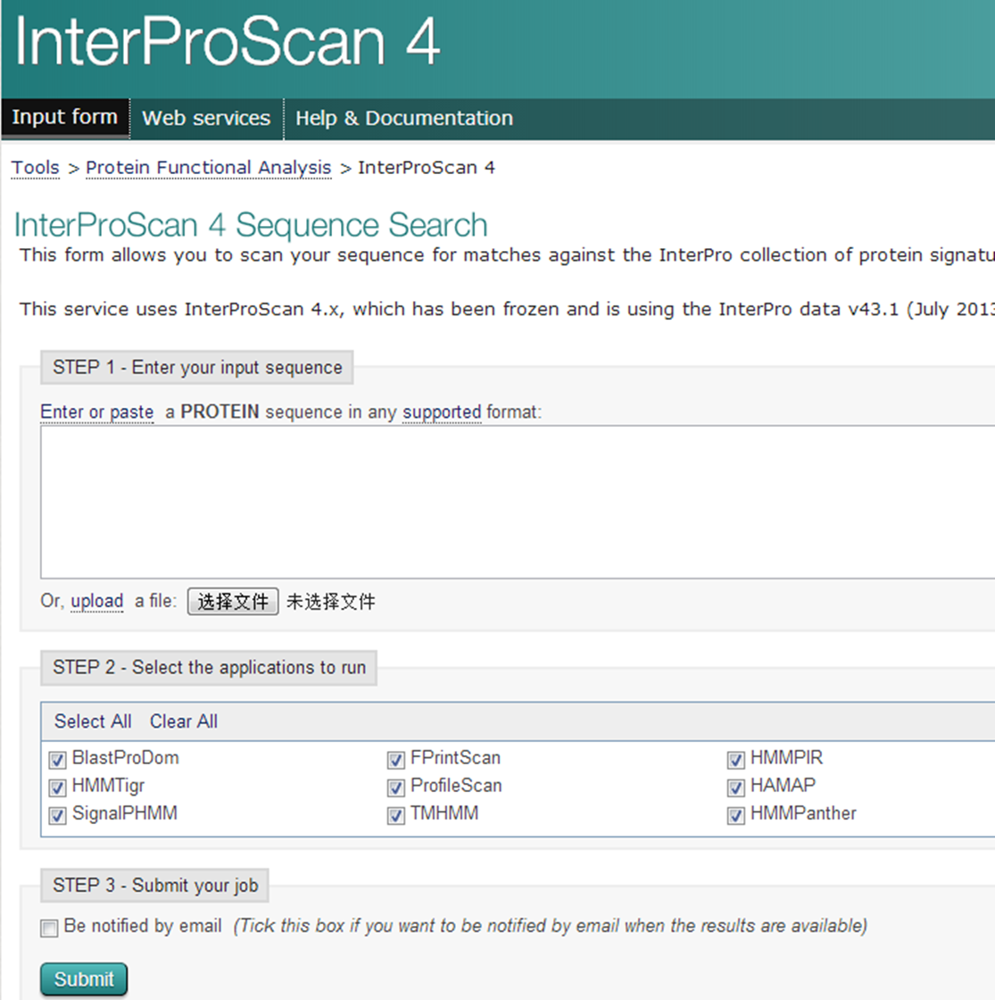 InterProScan 4
Input form Web services Help & Documentation
Tools > Protein Functional Analysis > InterProScan 4
InterProScan 4 Sequence Search
This form allows you to scan your sequence for matches against the InterPro collection of protein signatu
This service uses InterProScan 4.x, which has been frozen and is using the InterPro data v43.1 (July 2013
STEP 1 - Enter your input sequence
Enter or paste a PROTEIN sequence in any supported format:
Or, upload a file: 选择文件 未选择文件
STEP 2 - Select the applications to run
Select All Clear All
BlastProDom FPrintScan HMMPIR
HMMTigr ProfileScan HAMAP
SignalPHMM TMHMM HMMPanther
STEP 3 - Submit your job
Be notified by email (Tick this box if you want to be notified by email when the results are available)
Submit